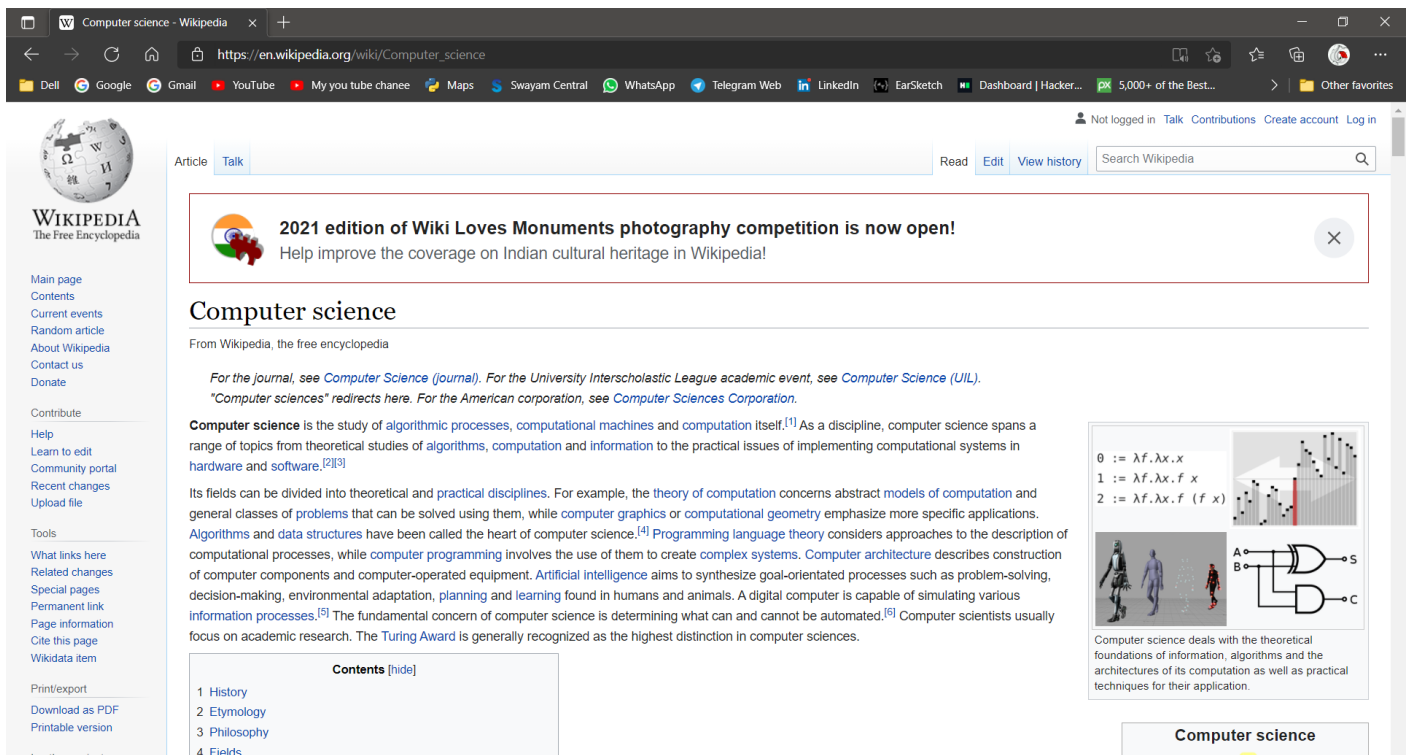 Computer science - Wikipedia
https://en.wikipedia.org/wiki/Computer_science
Dell Google Gmail YouTube My you tube chanee Maps Swayam Central WhatsApp Telegram Web LinkedIn EarSketch Dashboard | Hacker... 5,000+ of the Best... Other favorites
Not logged in Talk Contributions Create account Log in
Article Talk Read Edit View history Search Wikipedia
WIKIPEDIA
The Free Encyclopedia
Main page
Contents
Current events
Random article
About Wikipedia
Contact us
Donate
Contribute
Help
Learn to edit
Community portal
Recent changes
Upload file
Tools
What links here
Related changes
Special pages
Permanent link
Page information
Cite this page
Wikidata item
Print/export
Download as PDF
Printable version
2021 edition of Wiki Loves Monuments photography competition is now open!
Help improve the coverage on Indian cultural heritage in Wikipedia!
Computer science
From Wikipedia, the free encyclopedia
For the journal, see Computer Science (journal). For the University Interscholastic League academic event, see Computer Science (UIL).
"Computer sciences" redirects here. For the American corporation, see Computer Sciences Corporation.
Computer science is the study of algorithmic processes, computational machines and computation itself.[1] As a discipline, computer science spans a
range of topics from theoretical studies of algorithms, computation and information to the practical issues of implementing computational systems in
hardware and software.[2][3]
Its fields can be divided into theoretical and practical disciplines. For example, the theory of computation concerns abstract models of computation and
general classes of problems that can be solved using them, while computer graphics or computational geometry emphasize more specific applications.
Algorithms and data structures have been called the heart of computer science.[4] Programming language theory considers approaches to the description of
computational processes, while computer programming involves the use of them to create complex systems. Computer architecture describes construction
of computer components and computer-operated equipment. Artificial intelligence aims to synthesize goal-orientated processes such as problem-solving,
decision-making, environmental adaptation, planning and learning found in humans and animals. A digital computer is capable of simulating various
information processes.[5] The fundamental concern of computer science is determining what can and cannot be automated.[6] Computer scientists usually
focus on academic research. The Turing Award is generally recognized as the highest distinction in computer sciences.
Contents [hide]
1 History
2 Etymology
3 Philosophy
4 Fields
0 := λf.λx.x
1 := λf.λx.f x
2 := λf.λx.f (f x)
A
B
S
C
Computer science deals with the theoretical
foundations of information, algorithms and the
architectures of its computation as well as practical
techniques for their application.
Computer science